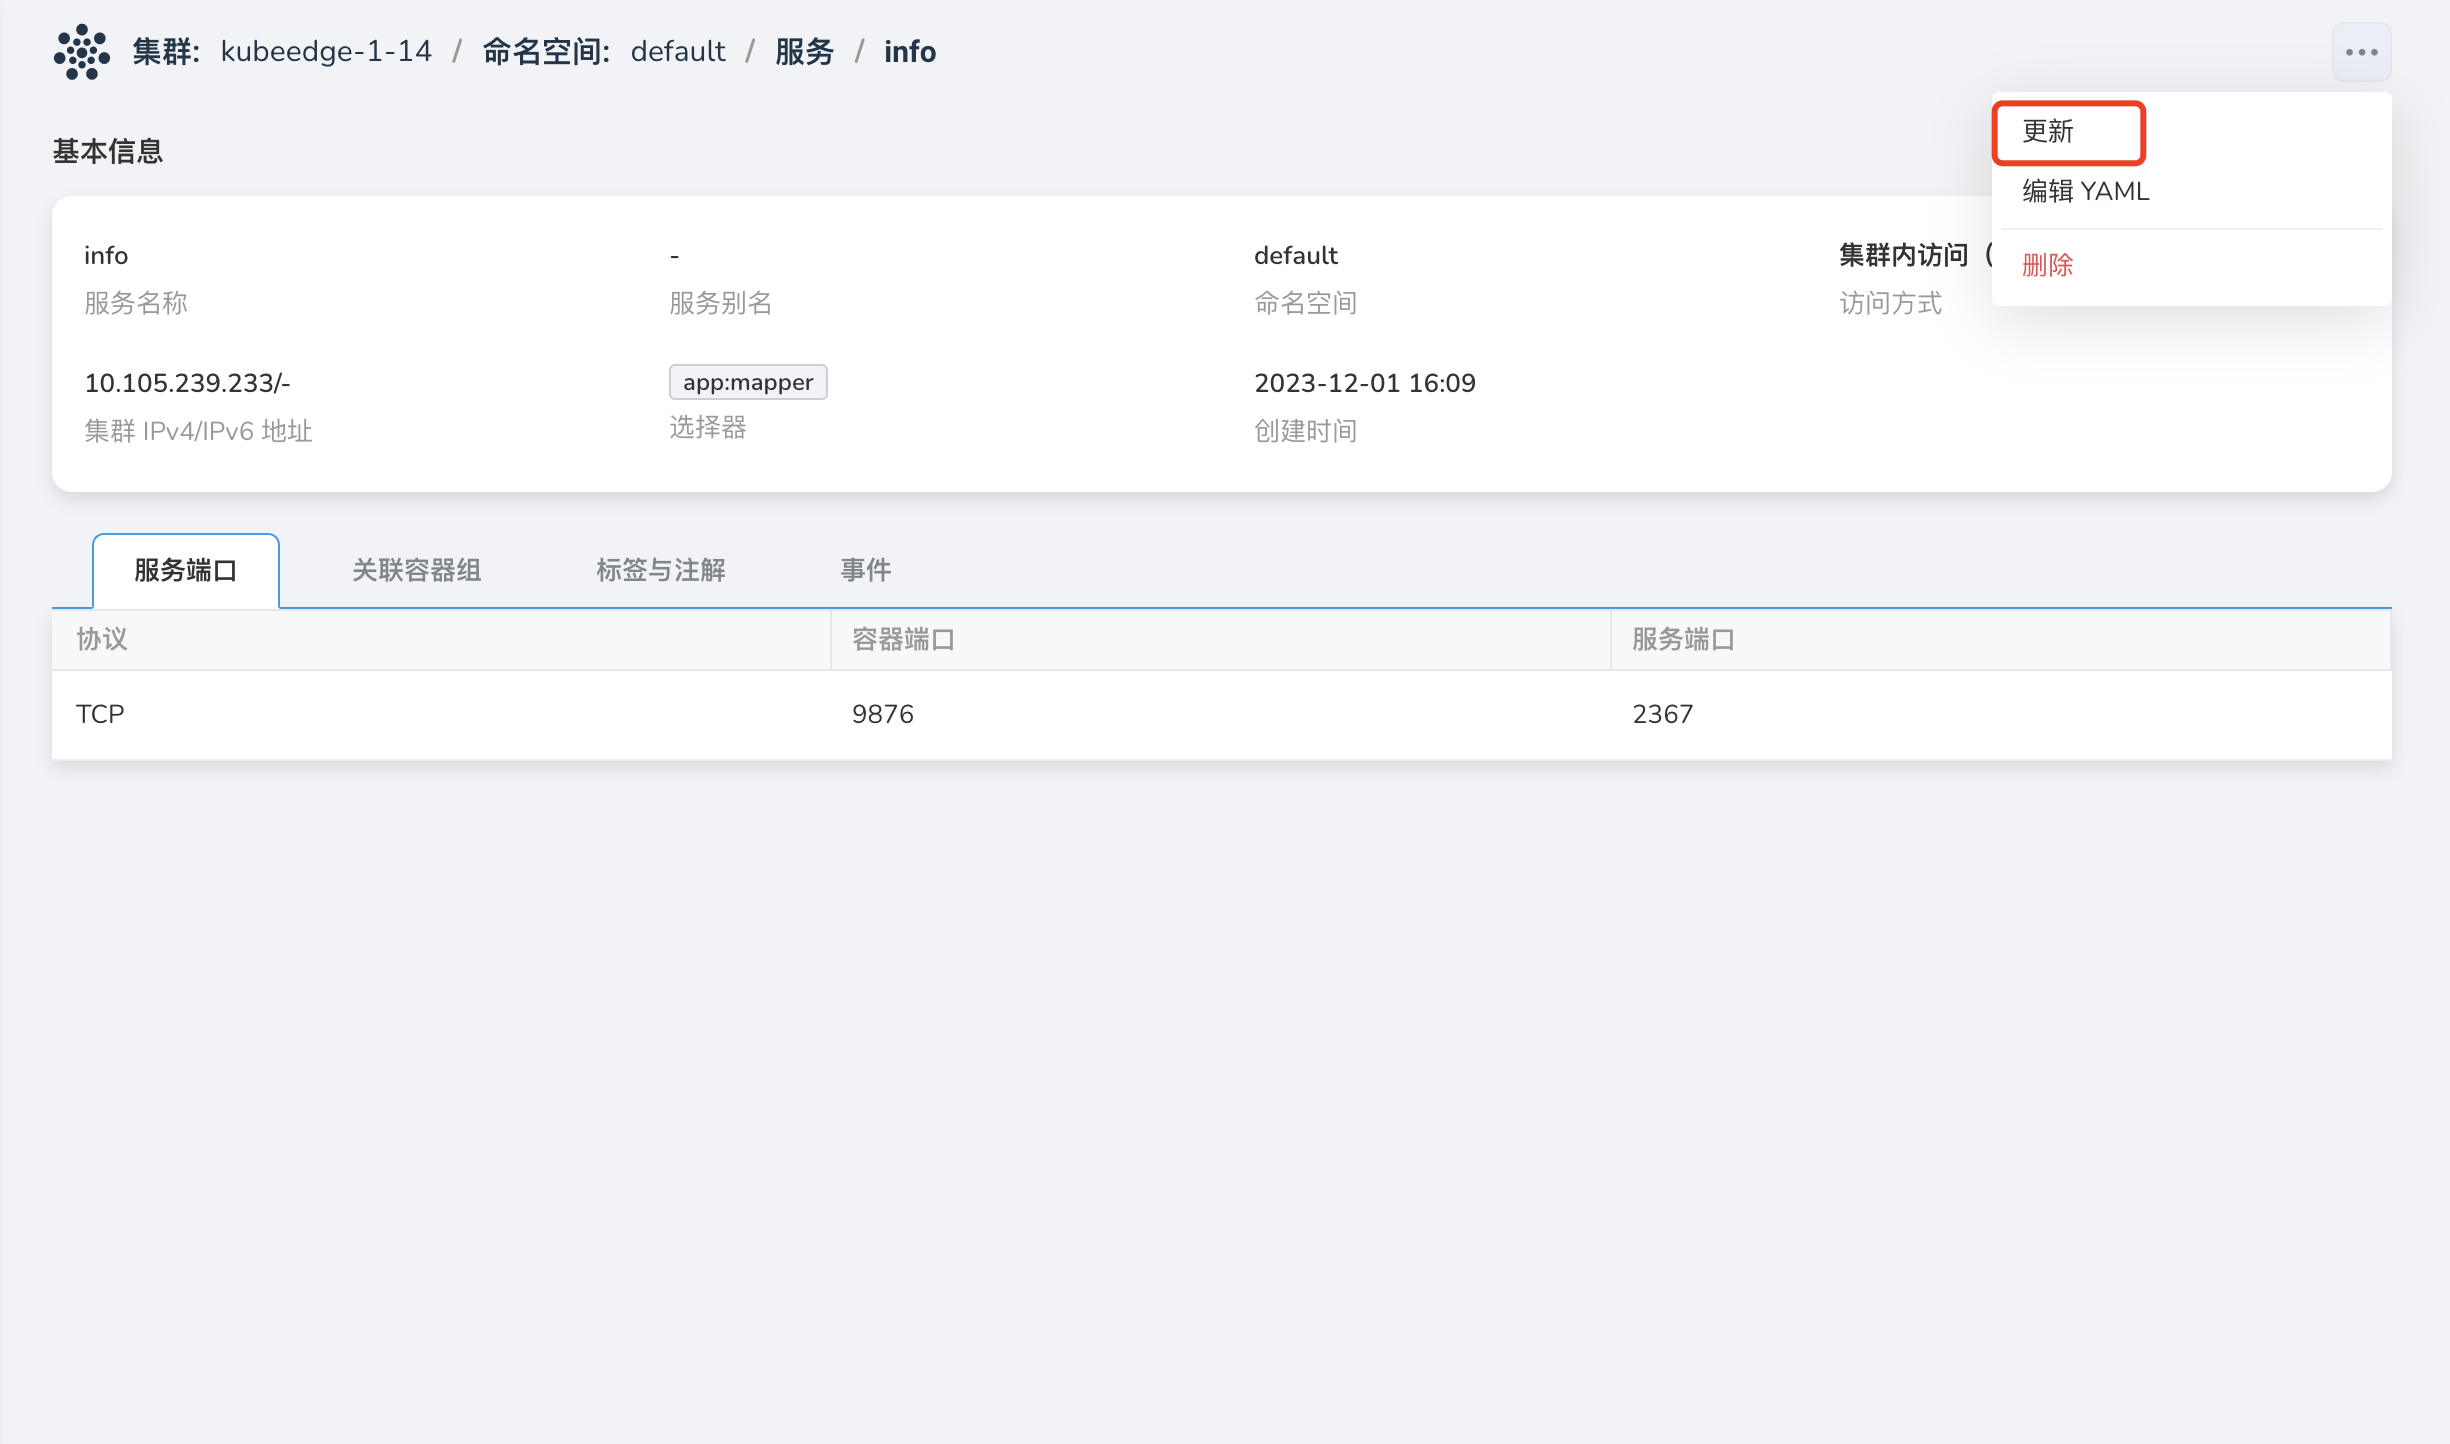 集群: kubeedge-1-14 / 命名空间: default / 服务 / info
更新
编辑 YAML
删除
基本信息
info
服务名称
-
服务别名
default
命名空间
集群内访问（
访问方式
10.105.239.233/-
集群 IPv4/IPv6 地址
app:mapper
选择器
2023-12-01 16:09
创建时间
服务端口 关联容器组 标签与注解 事件
协议 容器端口 服务端口
TCP 9876 2367